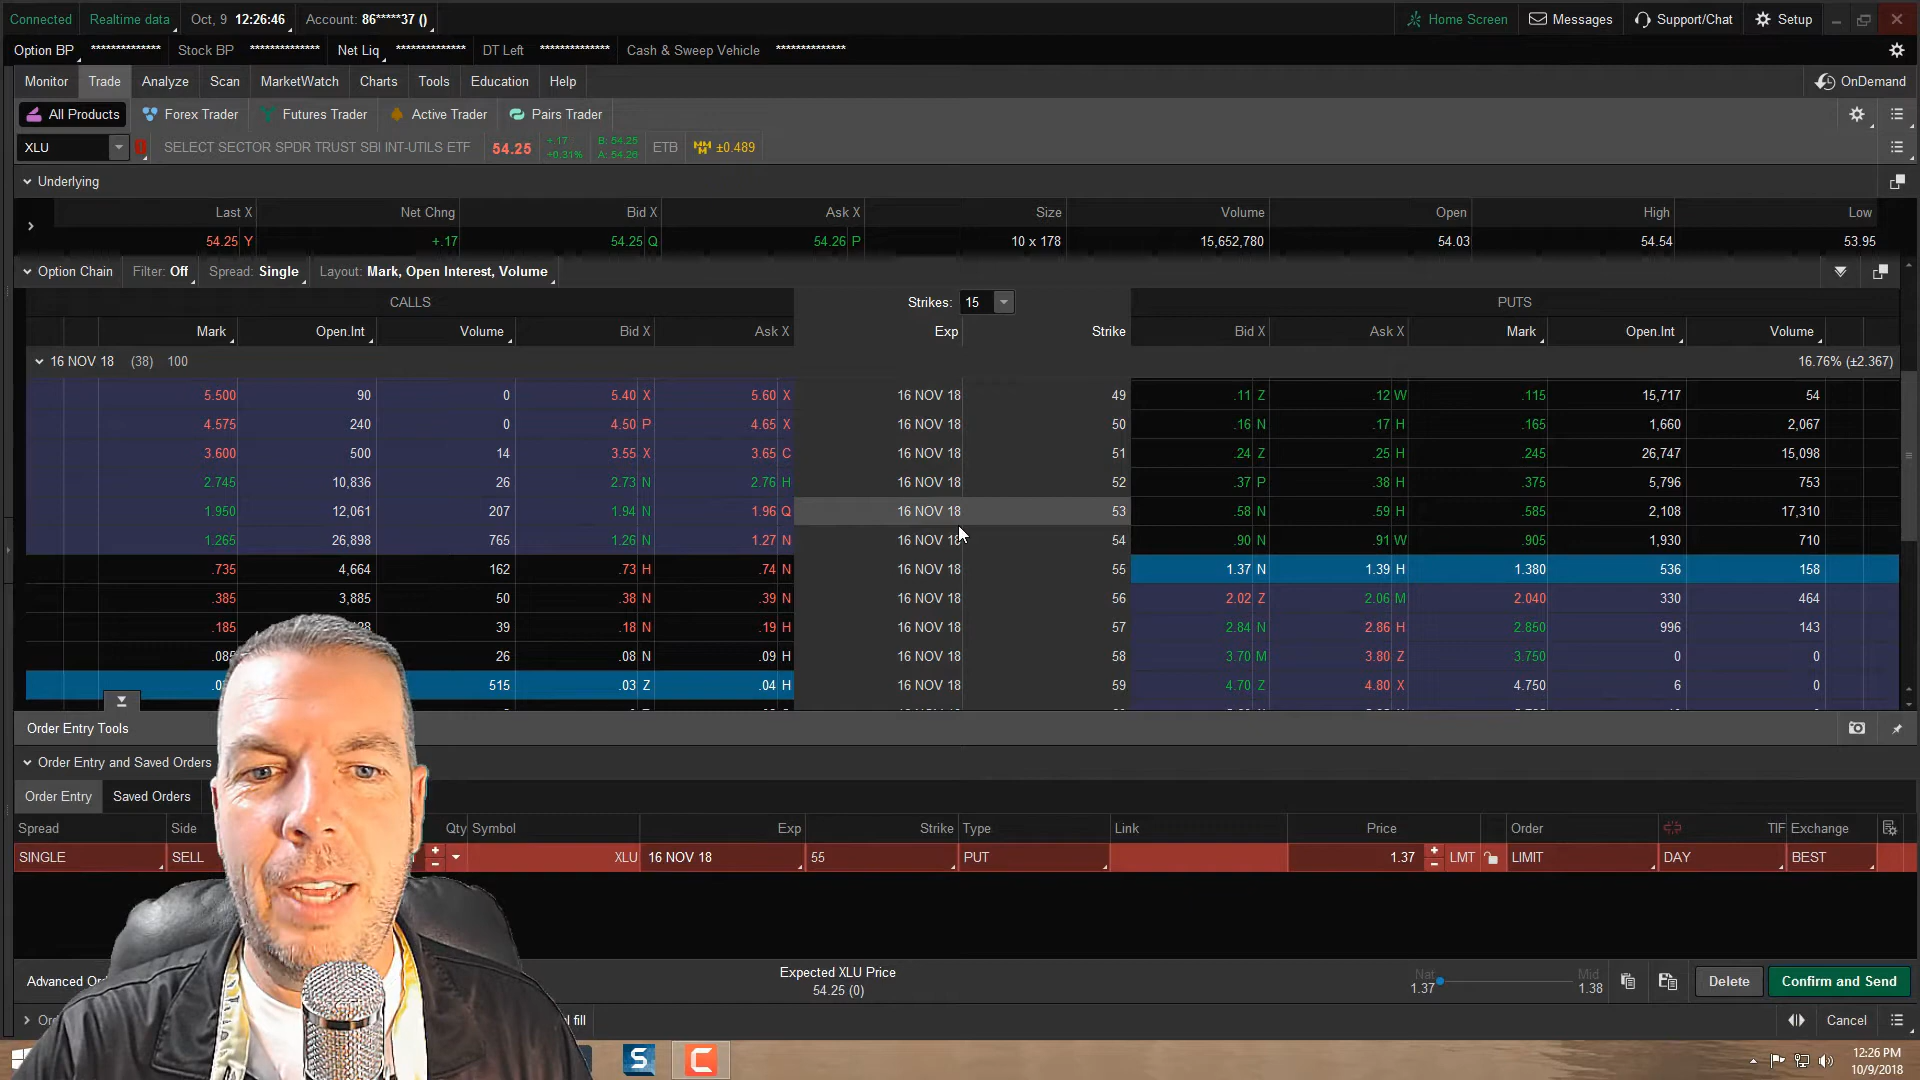 Connected Realtime data Oct, 9 12:26:46 Account: 86*****37 () Home Screen Messages Support/Chat Setup
Option BP ************** Stock BP ************** Net Liq ************** DT Left ************** Cash & Sweep Vehicle **************
Monitor Trade Analyze Scan MarketWatch Charts Tools Education Help OnDemand
All Products Forex Trader Futures Trader Active Trader Pairs Trader
XLU SELECT SECTOR SPDR TRUST SBI INT-UTILS ETF 54.25 +.17 +0.31% B: 54.25 A: 54.26 ETB ±0.489
Underlying
Last X Net Chng Bid X Ask X Size Volume Open High Low
54.25 Y +.17 54.25 Q 54.26 P 10 x 178 15,652,780 54.03 54.54 53.95
Option Chain Filter: Off Spread: Single Layout: Mark, Open Interest, Volume
CALLS Strikes: 15 PUTS
Mark Open.Int Volume Bid X Ask X Exp Strike Bid X Ask X Mark Open.Int Volume
16 NOV 18 (38) 100 16.76% (±2.367)
5.500 90 0 5.40 X 5.60 X 16 NOV 18 49 .11 Z .12 W .115 15,717 54
4.575 240 0 4.50 P 4.65 X 16 NOV 18 50 .16 N .17 H .165 1,660 2,067
3.600 500 14 3.55 X 3.65 C 16 NOV 18 51 .24 Z .25 H .245 26,747 15,098
2.745 10,836 26 2.73 N 2.76 H 16 NOV 18 52 .37 P .38 H .375 5,796 753
1.950 12,061 207 1.94 N 1.96 Q 16 NOV 18 53 .58 N .59 H .585 2,108 17,310
1.265 26,898 765 1.26 N 1.27 N 16 NOV 18 54 .90 N .91 W .905 1,930 710
.735 4,664 162 .73 H .74 N 16 NOV 18 55 1.37 N 1.39 H 1.380 536 158
.385 3,885 50 .38 N .39 N 16 NOV 18 56 2.02 Z 2.06 M 2.040 330 464
.185 39 .18 N .19 H 16 NOV 18 57 2.84 N 2.86 H 2.850 996 143
26 .08 N .09 H 16 NOV 18 58 3.70 M 3.80 Z 3.750 0 0
515 .03 Z .04 H 16 NOV 18 59 4.70 Z 4.80 X 4.750 6 0
Order Entry Tools
Order Entry and Saved Orders
Order Entry Saved Orders
Spread Side Qty Symbol Exp Strike Type Link Price Order TIF Exchange
SINGLE SELL XLU 16 NOV 18 55 PUT 1.37 LMT LIMIT DAY BEST
Advanced Expected XLU Price Nat Mid
54.25 (0) 1.37 1.38 Delete Confirm and Send
fill Cancel
S C 12:26 PM
10/9/2018